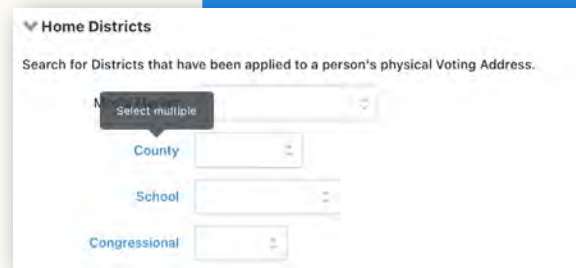 Home Districts
Search for Districts that have been applied to a person's physical Voting Address.
Select multiple
County
School
Congressional